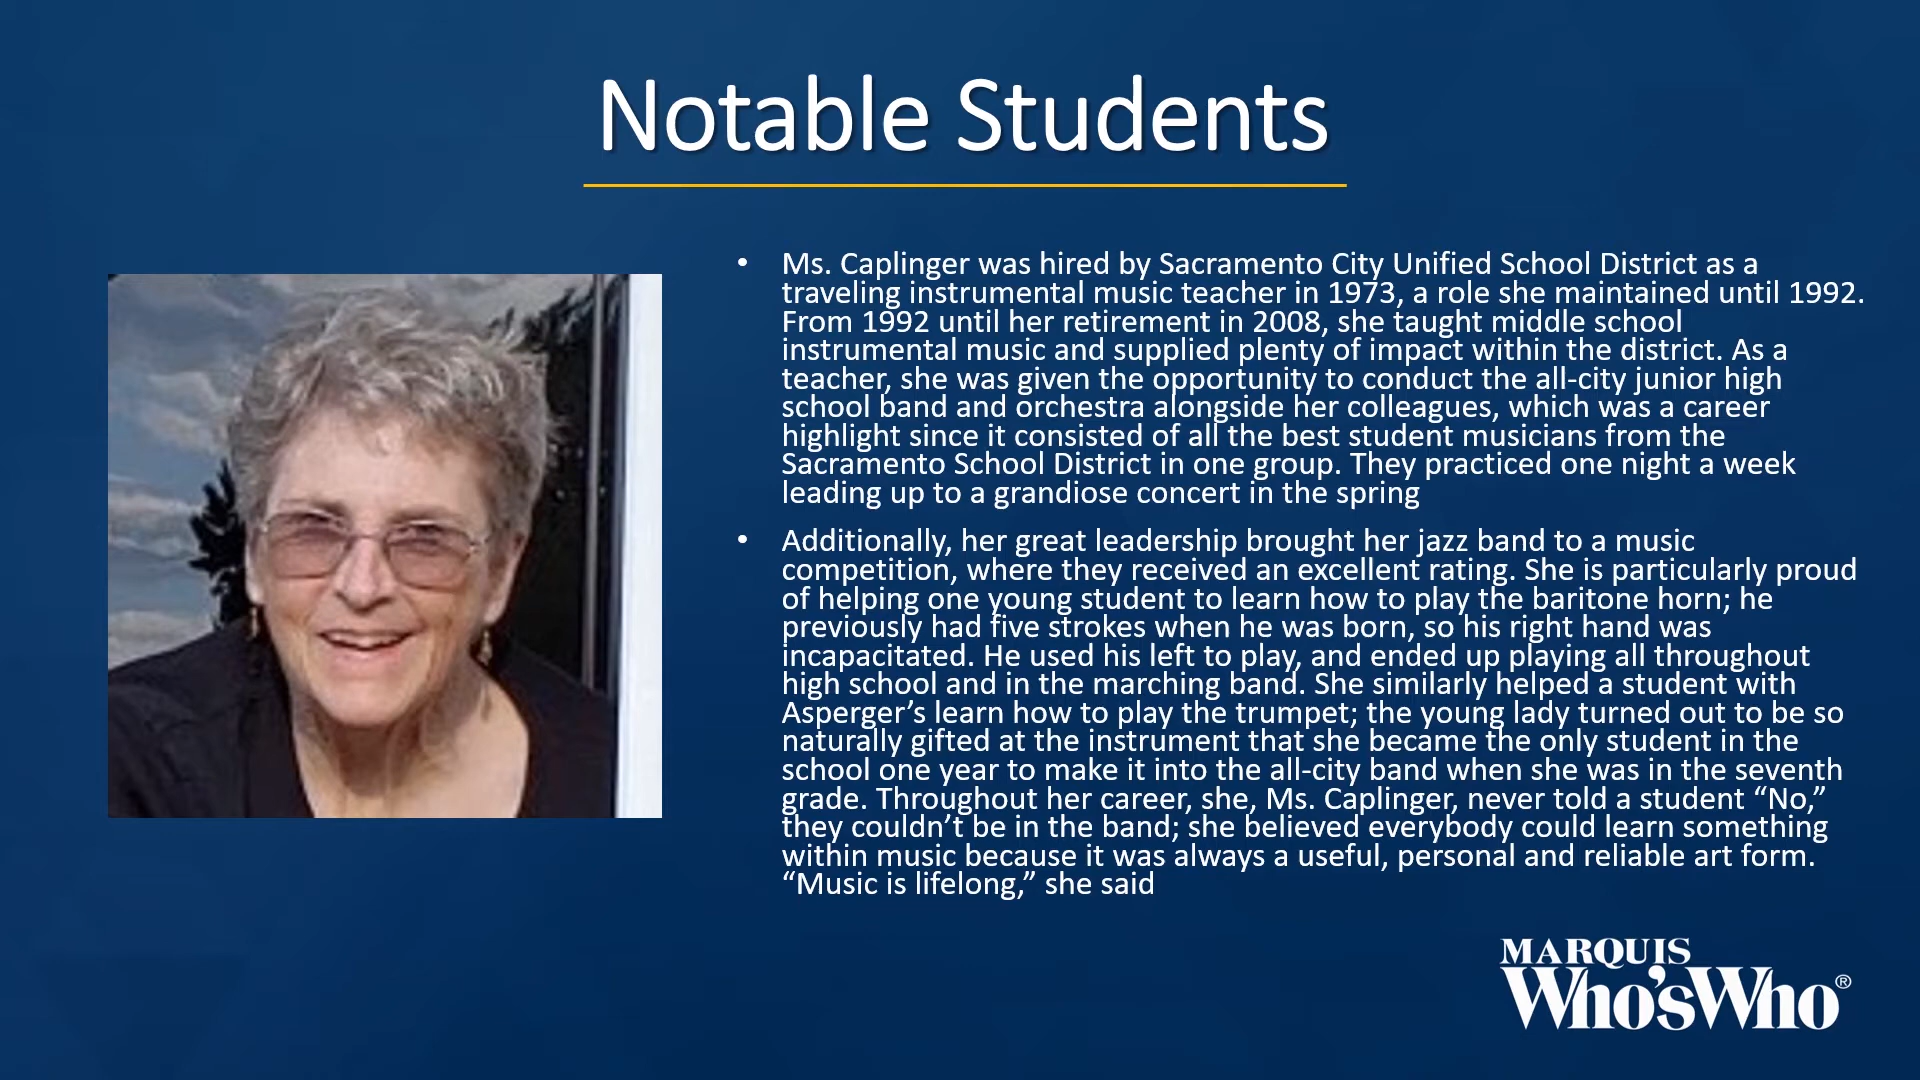 Notable Students
• Ms. Caplinger was hired by Sacramento City Unified School District as a
traveling instrumental music teacher in 1973, a role she maintained until 1992.
From 1992 until her retirement in 2008, she taught middle school
instrumental music and supplied plenty of impact within the district. As a
teacher, she was given the opportunity to conduct the all-city junior high
school band and orchestra alongside her colleagues, which was a career
highlight since it consisted of all the best student musicians from the
Sacramento School District in one group. They practiced one night a week
leading up to a grandiose concert in the spring
• Additionally, her great leadership brought her jazz band to a music
competition, where they received an excellent rating. She is particularly proud
of helping one young student to learn how to play the baritone horn; he
previously had five strokes when he was born, so his right hand was
incapacitated. He used his left to play, and ended up playing all throughout
high school and in the marching band. She similarly helped a student with
Asperger’s learn how to play the trumpet; the young lady turned out to be so
naturally gifted at the instrument that she became the only student in the
school one year to make it into the all-city band when she was in the seventh
grade. Throughout her career, she, Ms. Caplinger, never told a student “No,”
they couldn’t be in the band; she believed everybody could learn something
within music because it was always a useful, personal and reliable art form.
“Music is lifelong,” she said
MARQUIS
Who’sWho®